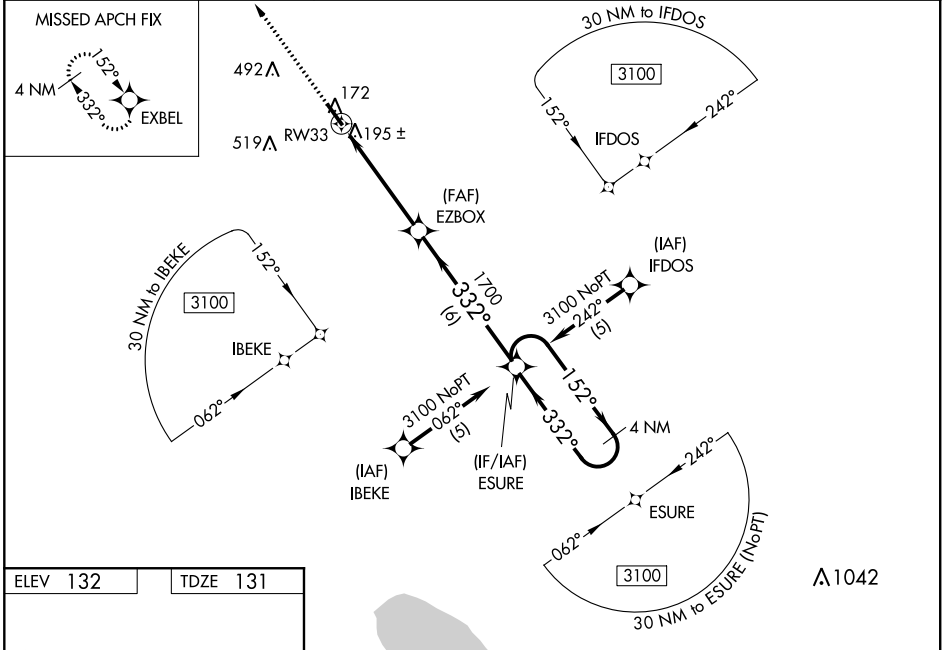 MISSED APCH FIX
152°
4 NM
332°
EXBEL
492
172
RW33
195 ±
519
30 NM to IFDOS
3100
152°
242°
IFDOS
(FAF)
EZBOX
30 NM to IBEKE
152°
3100
IBEKE
062°
(IAF)
IFDOS
3100 NoPT
242°
(5)
1700
332°
(6)
3100 NoPT
062°
(5)
(IAF)
IBEKE
152°
332°
4 NM
(IF/IAF)
ESURE
242°
ESURE
062°
3100
30 NM to ESURE (NoPT)
1042
ELEV 132
TDZE 131